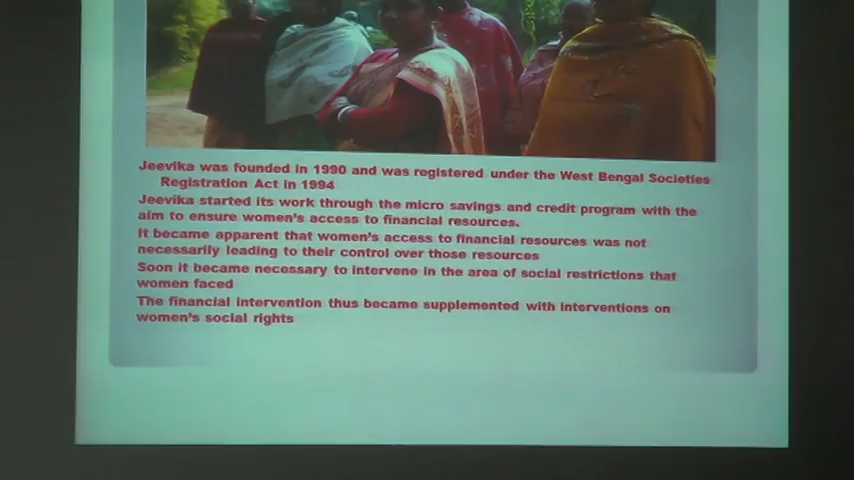 Jeevika was founded in 1990 and was registered under the West Bengal Societies
Registration Act in 1994
Jeevika started its work through the micro savings and credit program with the
aim to ensure women's access to financial resources.
It became apparent that women's access to financial resources was not
necessarily leading to their control over those resources
Soon it became necessary to intervene in the area of social restrictions that
women faced
The financial intervention thus became supplemented with interventions on
women's social rights